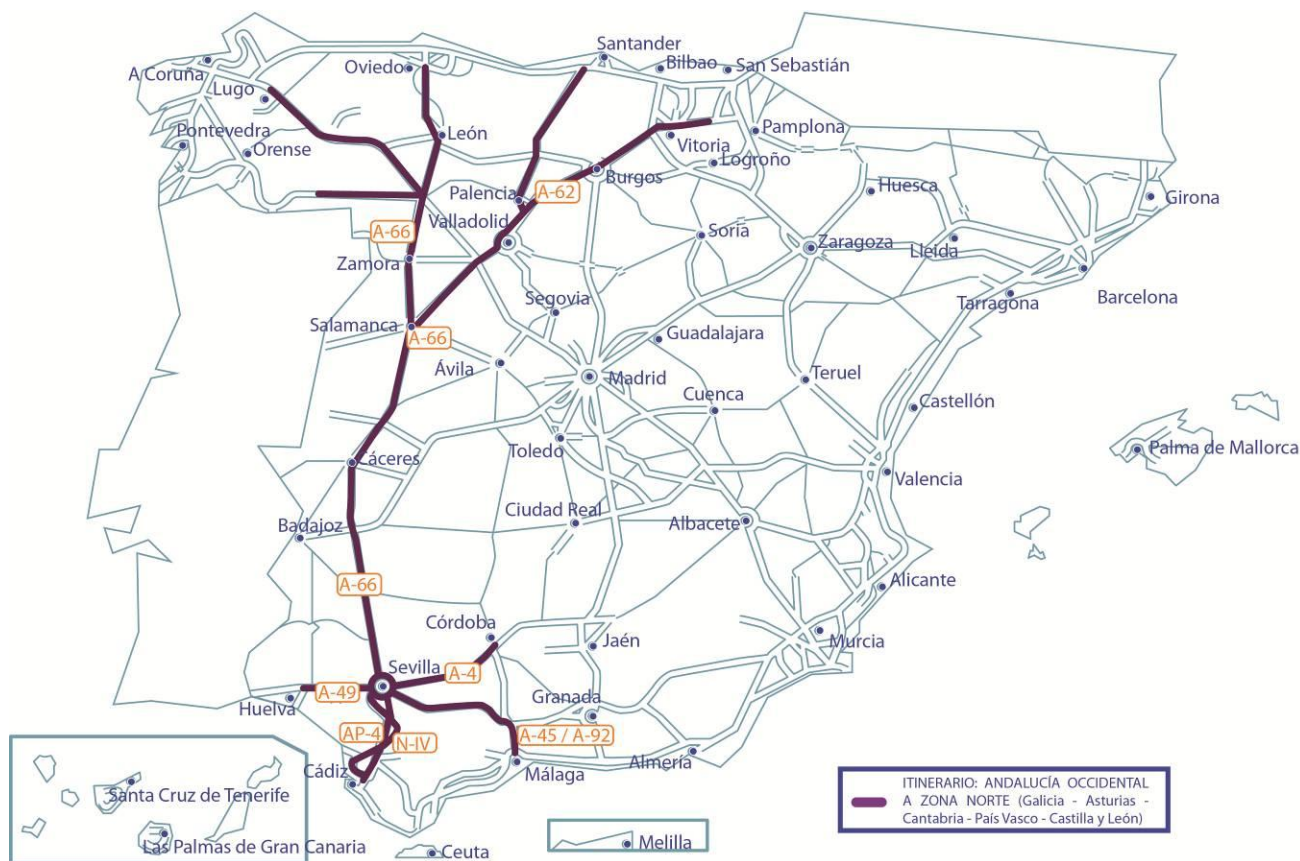 Santander
Bilbao
San Sebastián
Oviedo
A Coruña
Lugo
Pontevedra
Orense
León
Vitoria
Pamplona
Logroño
Burgos
Palencia
A-62
Huesca
Girona
Valladolid
A-66
Soria
Zaragoza
Lleida
Zamora
Barcelona
Tarragona
Segovia
Salamanca
A-66
Guadalajara
Ávila
Madrid
Teruel
Cuenca
Castellón
Toledo
Palma de Mallorca
Cáceres
Valencia
Ciudad Real
Badajoz
Albacete
A-66
Alicante
Córdoba
Jaén
Murcia
Sevilla
A-4
A-49
Huelva
Granada
AP-4
N-IV
A-45 / A-92
Almería
Málaga
Cádiz
Santa Cruz de Tenerife
Las Palmas de Gran Canaria
Ceuta
Melilla
ITINERARIO: ANDALUCÍA OCCIDENTAL
A ZONA NORTE (Galicia - Asturias -
Cantabria - País Vasco - Castilla y León)